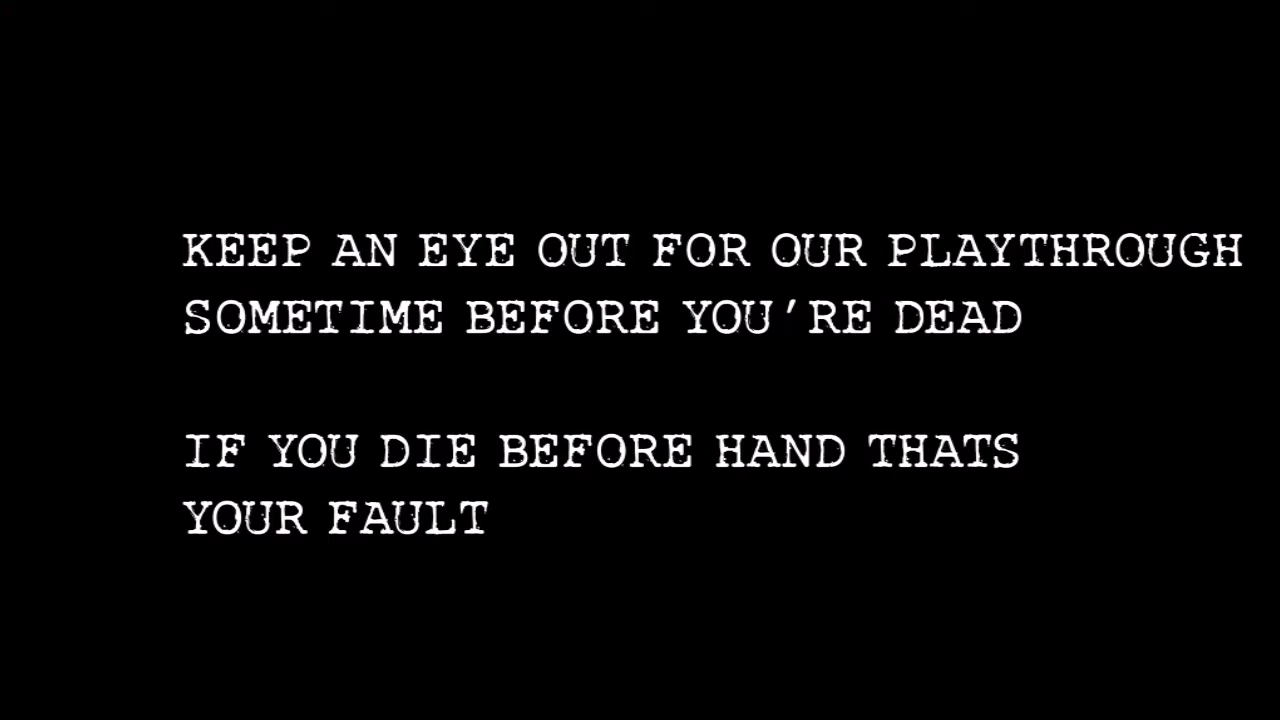 KEEP AN EYE OUT FOR OUR PLAYTHROUGH
SOMETIME BEFORE YOU'RE DEAD
IF YOU DIE BEFORE HAND THATS
YOUR FAULT